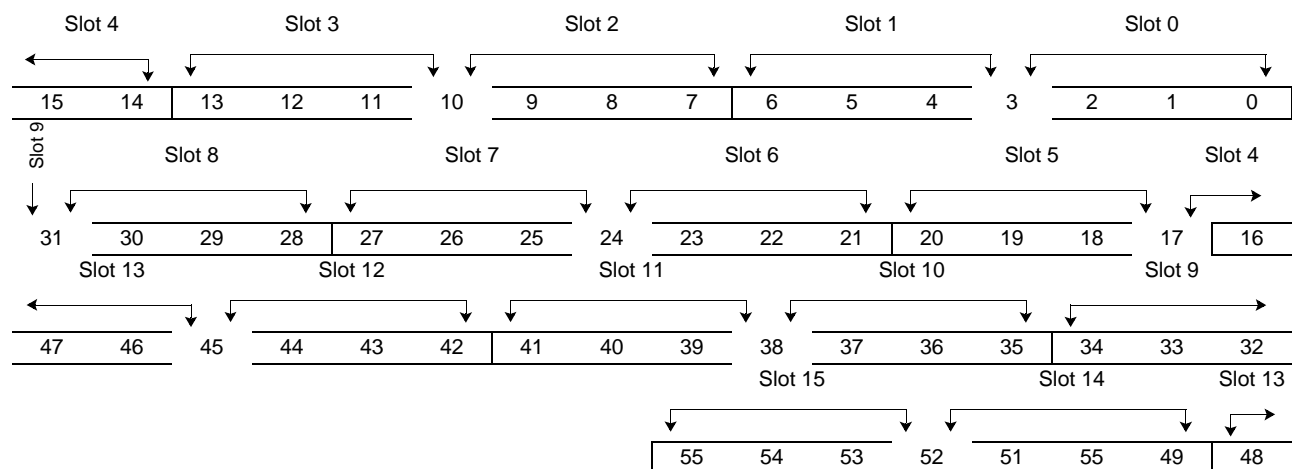 Slot 4 Slot 3 Slot 2 Slot 1 Slot 0
15 14 13 12 11 10 9 8 7 6 5 4 3 2 1 0
Slot 9
Slot 8 Slot 7 Slot 6 Slot 5 Slot 4
31 30 29 28 27 26 25 24 23 22 21 20 19 18 17 16
Slot 13 Slot 12 Slot 11 Slot 10 Slot 9
47 46 45 44 43 42 41 40 39 38 37 36 35 34 33 32
Slot 15 Slot 14 Slot 13
55 54 53 52 51 55 49 48